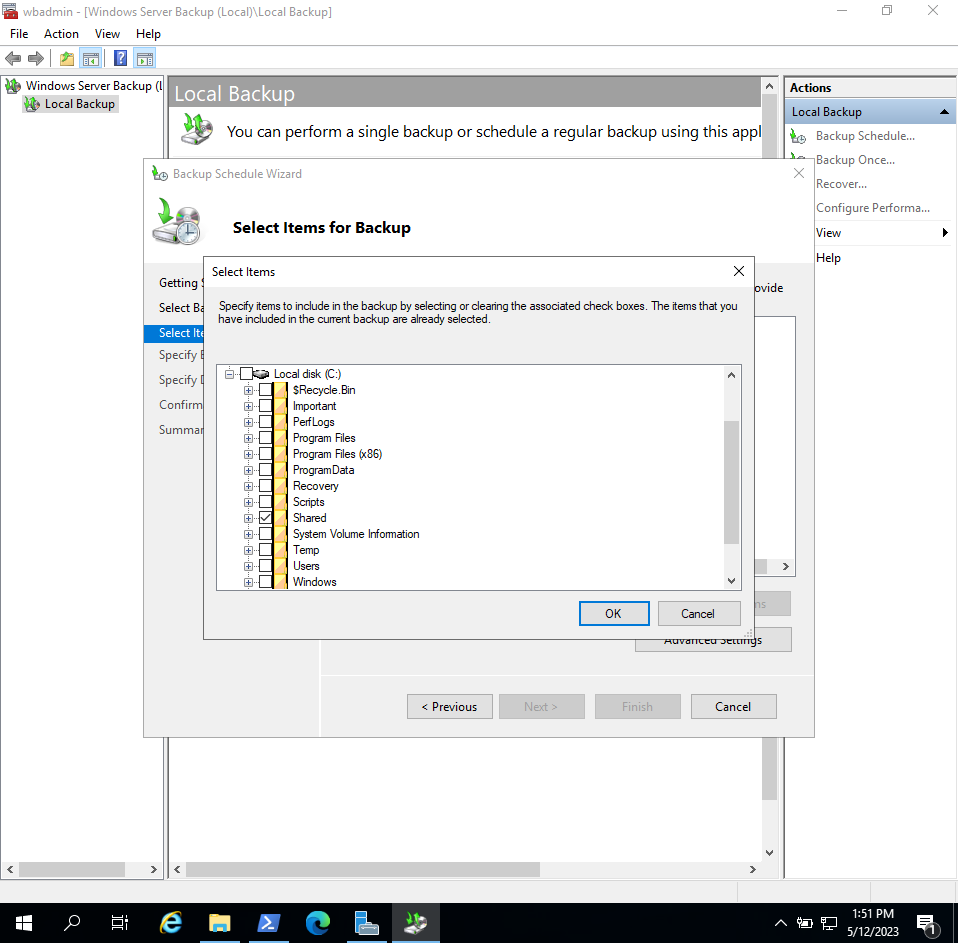 wbadmin - [Windows Server Backup (Local)\Local Backup]
File Action View Help
Windows Server Backup (L
Local Backup
Local Backup
You can perform a single backup or schedule a regular backup using this appl
Actions
Local Backup
Backup Schedule...
Backup Once...
Recover...
Configure Performa...
View
Help
Backup Schedule Wizard
Select Items for Backup
Getting
Select Ba
Select Ite
Specify
Specify
Confirm
Summar
ovide
Select Items
Specify items to include in the backup by selecting or clearing the associated check boxes. The items that you
have included in the current backup are already selected.
Local disk (C:)
$Recycle.Bin
Important
PerfLogs
Program Files
Program Files (x86)
ProgramData
Recovery
Scripts
Shared
System Volume Information
Temp
Users
Windows
OK Cancel
ns
Advanced Settings
< Previous Next > Finish Cancel
1:51 PM
5/12/2023
1